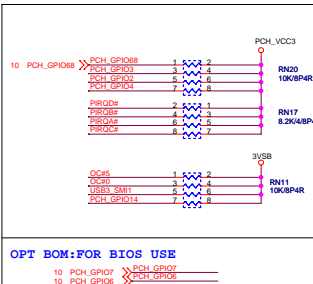 PCH_VCC3
10 PCH_GPIO68 PCH_GPIO68 1 2
PCH_GPIO3 3 4 RN20
PCH_GPIO2 5 6 10K/8P4R
PCH_GPIO4 7 8
PIRQD# 2 1
PIRQB# 4 3 RN17
PIRQA# 6 5 8.2K/4/8P4
PIRQC# 8 7
3VSB
OC#5 1 2
OC#0 3 4 RN11
USB3_SMI1 5 6 10K/8P4R
PCH_GPIO14 7 8
OPT BOM:FOR BIOS USE
10 PCH_GPIO7 PCH_GPIO7
10 PCH_GPIO6 PCH_GPIO6